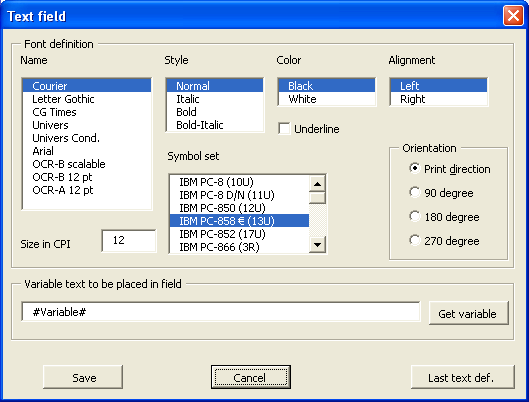 Text field
Font definition
Name
Courier
Letter Gothic
CG Times
Univers
Univers Cond.
Arial
OCR-B scalable
OCR-B 12 pt
OCR-A 12 pt
Size in CPI
12
Style
Normal
Italic
Bold
Bold-Italic
Color
Black
White
Underline
Alignment
Left
Right
Symbol set
IBM PC-8 (10U)
IBM PC-8 D/N (11U)
IBM PC-850 (12U)
IBM PC-858 € (13U)
IBM PC-852 (17U)
IBM PC-866 (3R)
Orientation
Print direction
90 degree
180 degree
270 degree
Variable text to be placed in field
#Variable#
Get variable
Save
Cancel
Last text def.